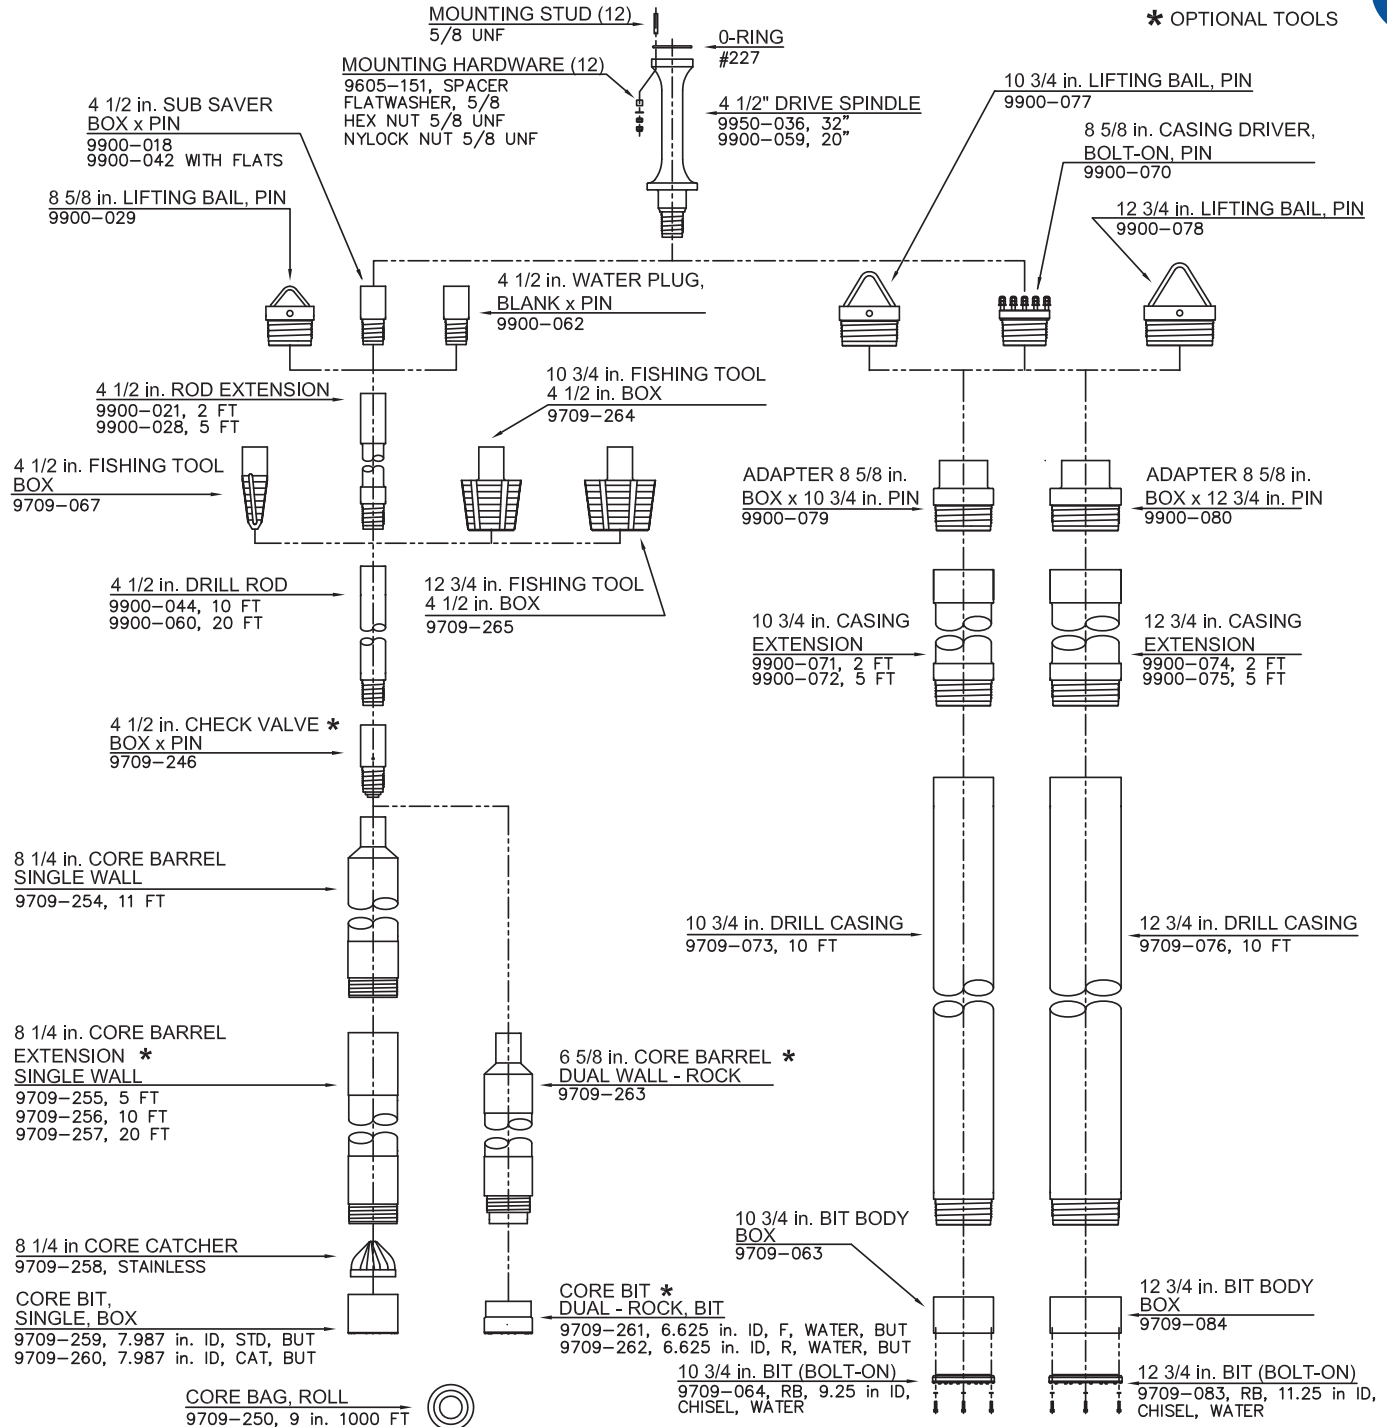 MOUNTING STUD (12)
5/8 UNF
* OPTIONAL TOOLS
0-RING
#227
MOUNTING HARDWARE (12)
9605-151, SPACER
FLATWASHER, 5/8
HEX NUT 5/8 UNF
NYLOCK NUT 5/8 UNF
4 1/2" DRIVE SPINDLE
9950-036, 32"
9900-059, 20"
10 3/4 in. LIFTING BAIL, PIN
9900-077
4 1/2 in. SUB SAVER
BOX x PIN
9900-018
9900-042 WITH FLATS
8 5/8 in. CASING DRIVER,
BOLT-ON, PIN
9900-070
8 5/8 in. LIFTING BAIL, PIN
9900-029
12 3/4 in. LIFTING BAIL, PIN
9900-078
4 1/2 in. WATER PLUG,
BLANK x PIN
9900-062
4 1/2 in. ROD EXTENSION
9900-021, 2 FT
9900-028, 5 FT
10 3/4 in. FISHING TOOL
4 1/2 in. BOX
9709-264
4 1/2 in. FISHING TOOL
BOX
9709-067
ADAPTER 8 5/8 in.
BOX x 10 3/4 in. PIN
9900-079
ADAPTER 8 5/8 in.
BOX x 12 3/4 in. PIN
9900-080
4 1/2 in. DRILL ROD
9900-044, 10 FT
9900-060, 20 FT
12 3/4 in. FISHING TOOL
4 1/2 in. BOX
9709-265
10 3/4 in. CASING
EXTENSION
9900-071, 2 FT
9900-072, 5 FT
12 3/4 in. CASING
EXTENSION
9900-074, 2 FT
9900-075, 5 FT
4 1/2 in. CHECK VALVE *
BOX x PIN
9709-246
8 1/4 in. CORE BARREL
SINGLE WALL
9709-254, 11 FT
10 3/4 in. DRILL CASING
9709-073, 10 FT
12 3/4 in. DRILL CASING
9709-076, 10 FT
8 1/4 in. CORE BARREL
EXTENSION *
SINGLE WALL
9709-255, 5 FT
9709-256, 10 FT
9709-257, 20 FT
6 5/8 in. CORE BARREL *
DUAL WALL - ROCK
9709-263
10 3/4 in. BIT BODY
BOX
9709-063
8 1/4 in CORE CATCHER
9709-258, STAINLESS
CORE BIT,
SINGLE, BOX
9709-259, 7.987 in. ID, STD, BUT
9709-260, 7.987 in. ID, CAT, BUT
CORE BIT *
DUAL - ROCK, BIT
9709-261, 6.625 in. ID, F, WATER, BUT
9709-262, 6.625 in. ID, R, WATER, BUT
12 3/4 in. BIT BODY
BOX
9709-084
10 3/4 in. BIT (BOLT-ON)
9709-064, RB, 9.25 in ID,
CHISEL, WATER
12 3/4 in. BIT (BOLT-ON)
9709-083, RB, 11.25 in ID,
CHISEL, WATER
CORE BAG, ROLL
9709-250, 9 in. 1000 FT